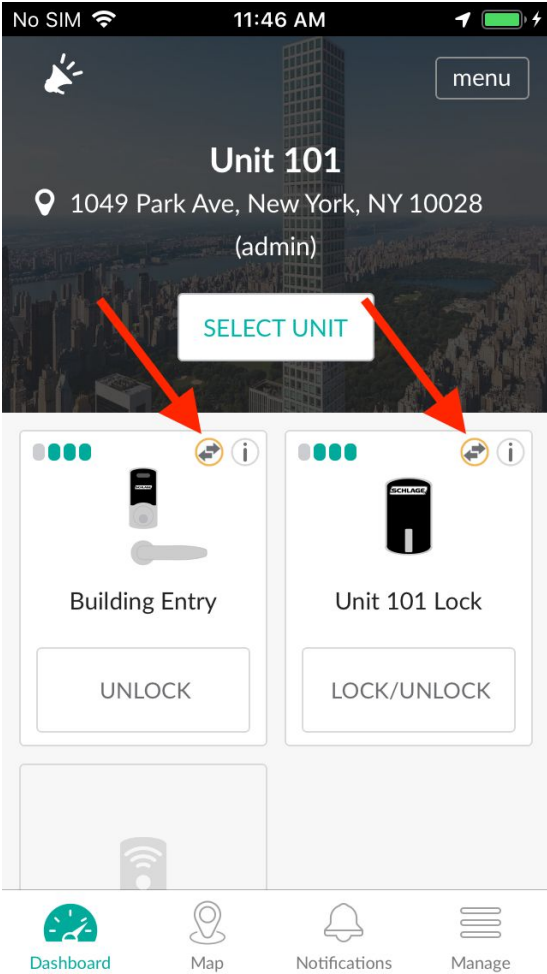 No SIM 11:46 AM
menu
Unit 101
1049 Park Ave, New York, NY 10028
(admin)
SELECT UNIT
i
i
SCHLAGE
SCHLAGE
Building Entry
Unit 101 Lock
UNLOCK
LOCK/UNLOCK
Dashboard
Map
Notifications
Manage